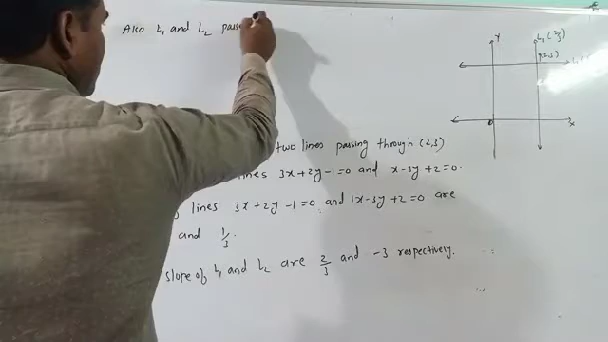 Also L₁ and L₂ pass
Y
X
two lines passing through (2,3)
lines 3x+2y-1=0 and x-3y+2=0.
lines 3x+2y-1=0 and x-3y+2=0 are
and 1/3.
slope of L₁ and L₂ are 2/3 and -3 respectively.